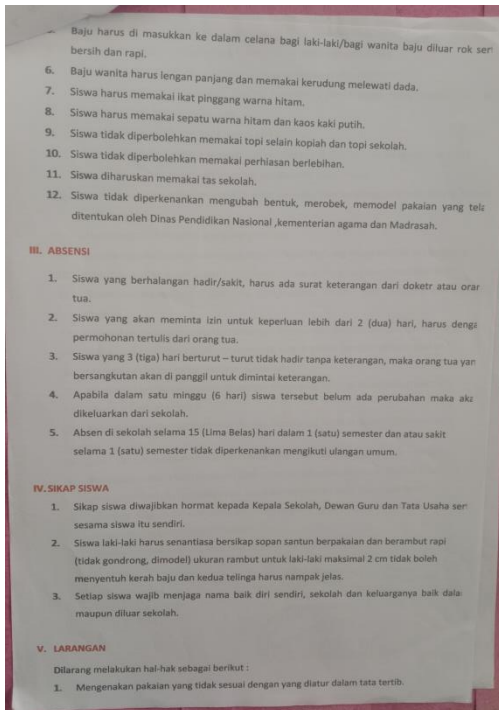 Baju harus di masukkan ke dalam celana bagi laki-laki/bagi wanita baju diluar rok
bersih dan rapi.
6. Baju wanita harus lengan panjang dan memakai kerudung melewati dada.
7. Siswa harus memakai ikat pinggang warna hitam.
8. Siswa harus memakai sepatu warna hitam dan kaos kaki putih.
9. Siswa tidak diperbolehkan memakai topi selain kopiah dan topi sekolah.
10. Siswa tidak diperbolehkan memakai perhiasan berlebihan.
11. Siswa diharuskan memakai tas sekolah.
12. Siswa tidak diperkenankan mengubah bentuk, merobek, memodel pakaian yang
ditentukan oleh Dinas Pendidikan Nasional ,kementerian agama dan Madrasah.
III. ABSENSI
1. Siswa yang berhalangan hadir/sakit, harus ada surat keterangan dari doketr atau
tua.
2. Siswa yang akan meminta izin untuk keperluan lebih dari 2 (dua) hari, harus
permohonan tertulis dari orang tua.
3. Siswa yang 3 (tiga) hari berturut – turut tidak hadir tanpa keterangan, maka orang tua
bersangkutan akan di panggil untuk dimintai keterangan.
4. Apabila dalam satu minggu (6 hari) siswa tersebut belum ada perubahan maka
dikeluarkan dari sekolah.
5. Absen di sekolah selama 15 (Lima Belas) hari dalam 1 (satu) semester dan atau sakit
selama 1 (satu) semester tidak diperkenankan mengikuti ulangan umum.
IV. SIKAP SISWA
1. Sikap siswa diwajibkan hormat kepada Kepala Sekolah, Dewan Guru dan Tata Usaha
sesama siswa itu sendiri.
2. Siswa laki-laki harus senantiasa bersikap sopan santun berpakaian dan berambut rapi
(tidak gondrong, dimodel) ukuran rambut untuk laki-laki maksimal 2 cm tidak boleh
menyentuh kerah baju dan kedua telinga harus nampak jelas.
3. Setiap siswa wajib menjaga nama baik diri sendiri, sekolah dan keluarganya baik
maupun diluar sekolah.
V. LARANGAN
Dilarang melakukan hal-hak sebagai berikut :
1. Mengenakan pakaian yang tidak sesuai dengan yang diatur dalam tata tertib.